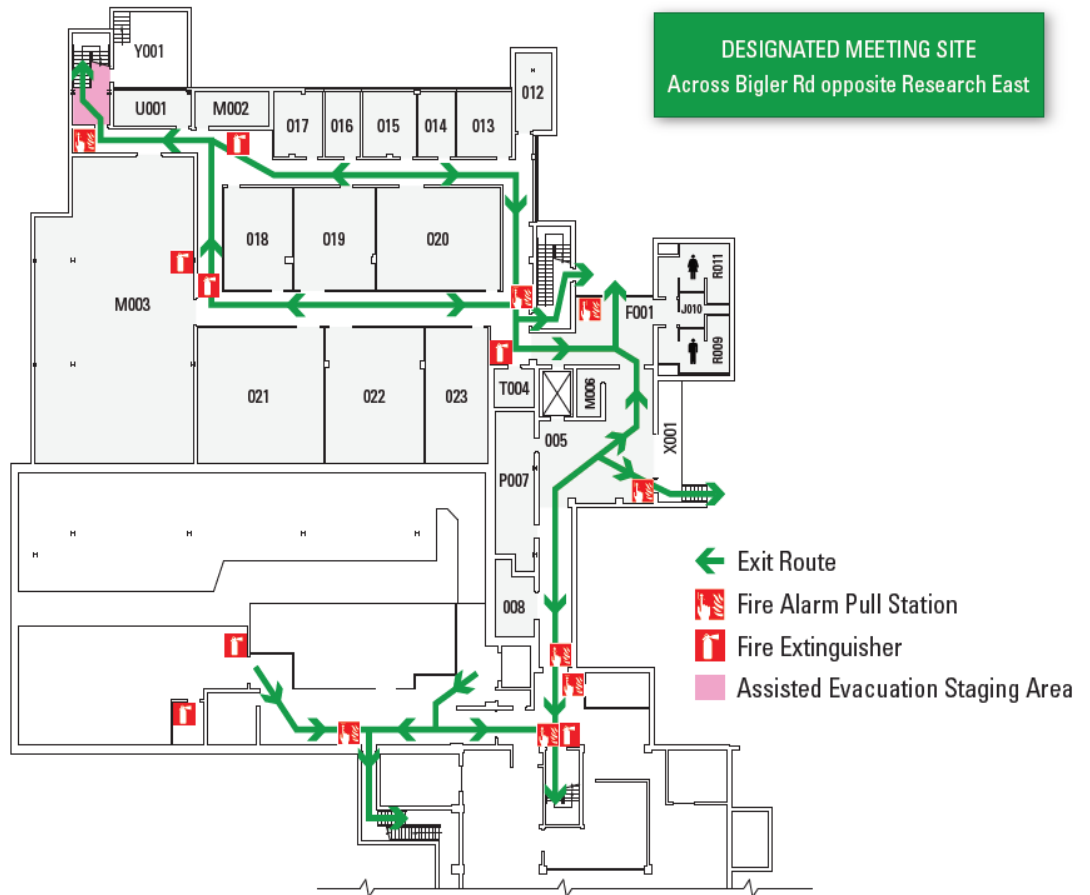 DESIGNATED MEETING SITE
Across Bigler Rd opposite Research East
Y001
U001
M002
017
016
015
014
013
012
018
019
020
M003
F001
R011
J010
R009
021
022
023
T004
M006
005
X001
P007
008
Exit Route
Fire Alarm Pull Station
Fire Extinguisher
Assisted Evacuation Staging Area